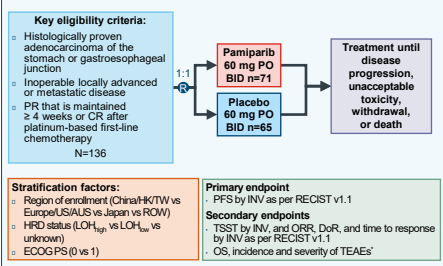 Key eligibility criteria:
▫ Histologically proven
adenocarcinoma of the
stomach or gastroesophageal
junction
▫ Inoperable locally advanced
or metastatic disease
▫ PR that is maintained
≥ 4 weeks or CR after
platinum-based first-line
chemotherapy
N=136
1:1
R
Pamiparib
60 mg PO
BID n=71
Placebo
60 mg PO
BID n=65
Treatment until
disease
progression,
unacceptable
toxicity,
withdrawal,
or death
Stratification factors:
▫ Region of enrollment (China/HK/TW vs
Europe/US/AUS vs Japan vs ROW)
▫ HRD status (LOHhigh vs LOHlow vs
unknown)
▫ ECOG PS (0 vs 1)
Primary endpoint
· PFS by INV as per RECIST v1.1
Secondary endpoints
· TSST by INV, and ORR, DoR, and time to response
by INV as per RECIST v1.1
· OS, incidence and severity of TEAEs*